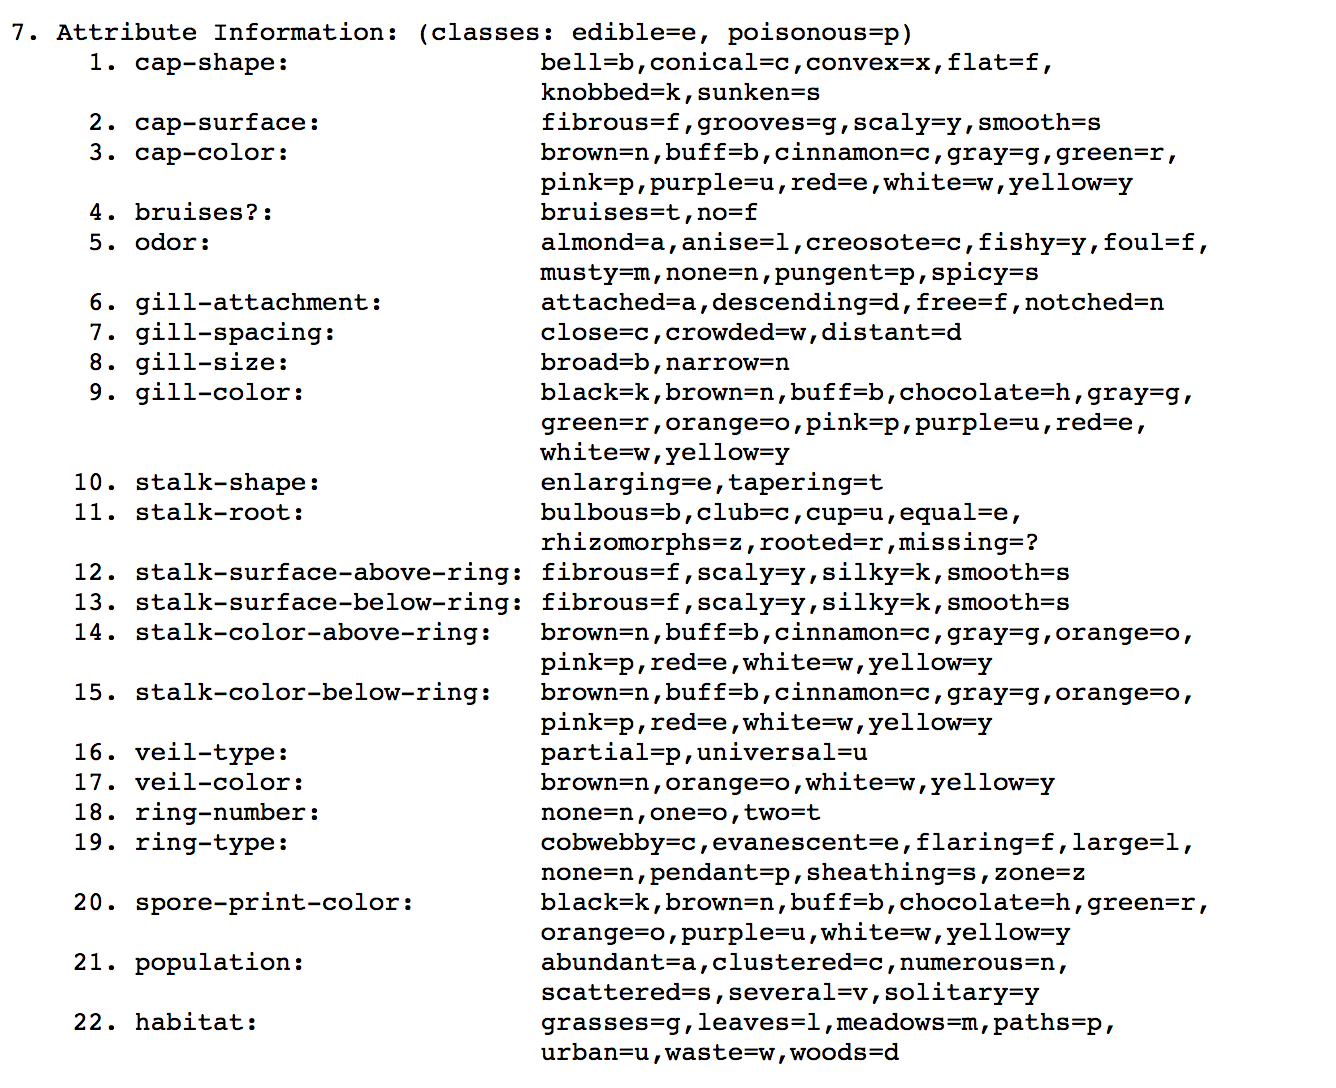 7. Attribute Information: (classes: edible=e, poisonous=p)
1. cap-shape: bell=b,conical=c,convex=x,flat=f,
knobbed=k,sunken=s
2. cap-surface: fibrous=f,grooves=g,scaly=y,smooth=s
3. cap-color: brown=n,buff=b,cinnamon=c,gray=g,green=r,
pink=p,purple=u,red=e,white=w,yellow=y
4. bruises?: bruises=t,no=f
5. odor: almond=a,anise=l,creosote=c,fishy=y,foul=f,
musty=m,none=n,pungent=p,spicy=s
6. gill-attachment: attached=a,descending=d,free=f,notched=n
7. gill-spacing: close=c,crowded=w,distant=d
8. gill-size: broad=b,narrow=n
9. gill-color: black=k,brown=n,buff=b,chocolate=h,gray=g,
green=r,orange=o,pink=p,purple=u,red=e,
white=w,yellow=y
10. stalk-shape: enlarging=e,tapering=t
11. stalk-root: bulbous=b,club=c,cup=u,equal=e,
rhizomorphs=z,rooted=r,missing=?
12. stalk-surface-above-ring: fibrous=f,scaly=y,silky=k,smooth=s
13. stalk-surface-below-ring: fibrous=f,scaly=y,silky=k,smooth=s
14. stalk-color-above-ring: brown=n,buff=b,cinnamon=c,gray=g,orange=o,
pink=p,red=e,white=w,yellow=y
15. stalk-color-below-ring: brown=n,buff=b,cinnamon=c,gray=g,orange=o,
pink=p,red=e,white=w,yellow=y
16. veil-type: partial=p,universal=u
17. veil-color: brown=n,orange=o,white=w,yellow=y
18. ring-number: none=n,one=o,two=t
19. ring-type: cobwebby=c,evanescent=e,flaring=f,large=l,
none=n,pendant=p,sheathing=s,zone=z
20. spore-print-color: black=k,brown=n,buff=b,chocolate=h,green=r,
orange=o,purple=u,white=w,yellow=y
21. population: abundant=a,clustered=c,numerous=n,
scattered=s,several=v,solitary=y
22. habitat: grasses=g,leaves=l,meadows=m,paths=p,
urban=u,waste=w,woods=d